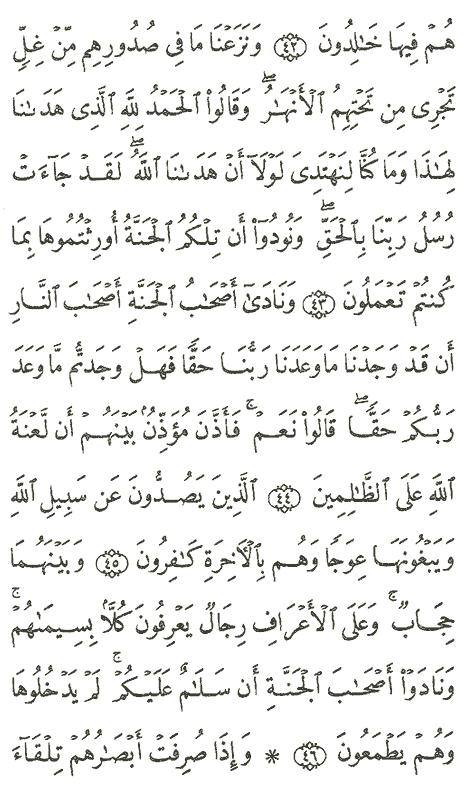 هُمْ فِيهَا خَٰلِدُونَ ٤٢ وَنَزَعْنَا مَا فِى صُدُورِهِم مِّنْ غِلٍّ
تَجْرِى مِن تَحْتِهِمُ ٱلْأَنْهَٰرُ ۖ وَقَالُوا۟ ٱلْحَمْدُ لِلَّهِ ٱلَّذِى هَدَىٰنَا
لِهَٰذَا وَمَا كُنَّا لِنَهْتَدِىَ لَوْلَآ أَنْ هَدَىٰنَا ٱللَّهُ ۖ لَقَدْ جَآءَتْ
رُسُلُ رَبِّنَا بِٱلْحَقِّ ۖ وَنُودُوٓا۟ أَن تِلْكُمُ ٱلْجَنَّةُ أُورِثْتُمُوهَا بِمَا
كُنتُمْ تَعْمَلُونَ ٤٣ وَنَادَىٰٓ أَصْحَٰبُ ٱلْجَنَّةِ أَصْحَٰبَ ٱلنَّارِ
أَن قَدْ وَجَدْنَا مَا وَعَدَنَا رَبُّنَا حَقًّا فَهَلْ وَجَدتُّم مَّا وَعَدَ
رَبُّكُمْ حَقًّا ۖ قَالُوا۟ نَعَمْ ۚ فَأَذَّنَ مُؤَذِّنٌۢ بَيْنَهُمْ أَن لَّعْنَةُ
ٱللَّهِ عَلَى ٱلظَّٰلِمِينَ ٤٤ ٱلَّذِينَ يَصُدُّونَ عَن سَبِيلِ ٱللَّهِ
وَيَبْغُونَهَا عِوَجًا وَهُم بِٱلْءَاخِرَةِ كَٰفِرُونَ ٤٥ وَبَيْنَهُمَا
حِجَابٌ ۚ وَعَلَى ٱلْأَعْرَافِ رِجَالٌ يَعْرِفُونَ كُلًّۢا بِسِيمَىٰهُمْ ۚ
وَنَادَوْا۟ أَصْحَٰبَ ٱلْجَنَّةِ أَن سَلَٰمٌ عَلَيْكُمْ ۚ لَمْ يَدْخُلُوهَا
وَهُمْ يَطْمَعُونَ ٤٦ * وَإِذَا صُرِفَتْ أَبْصَٰرُهُمْ تِلْقَآءَ